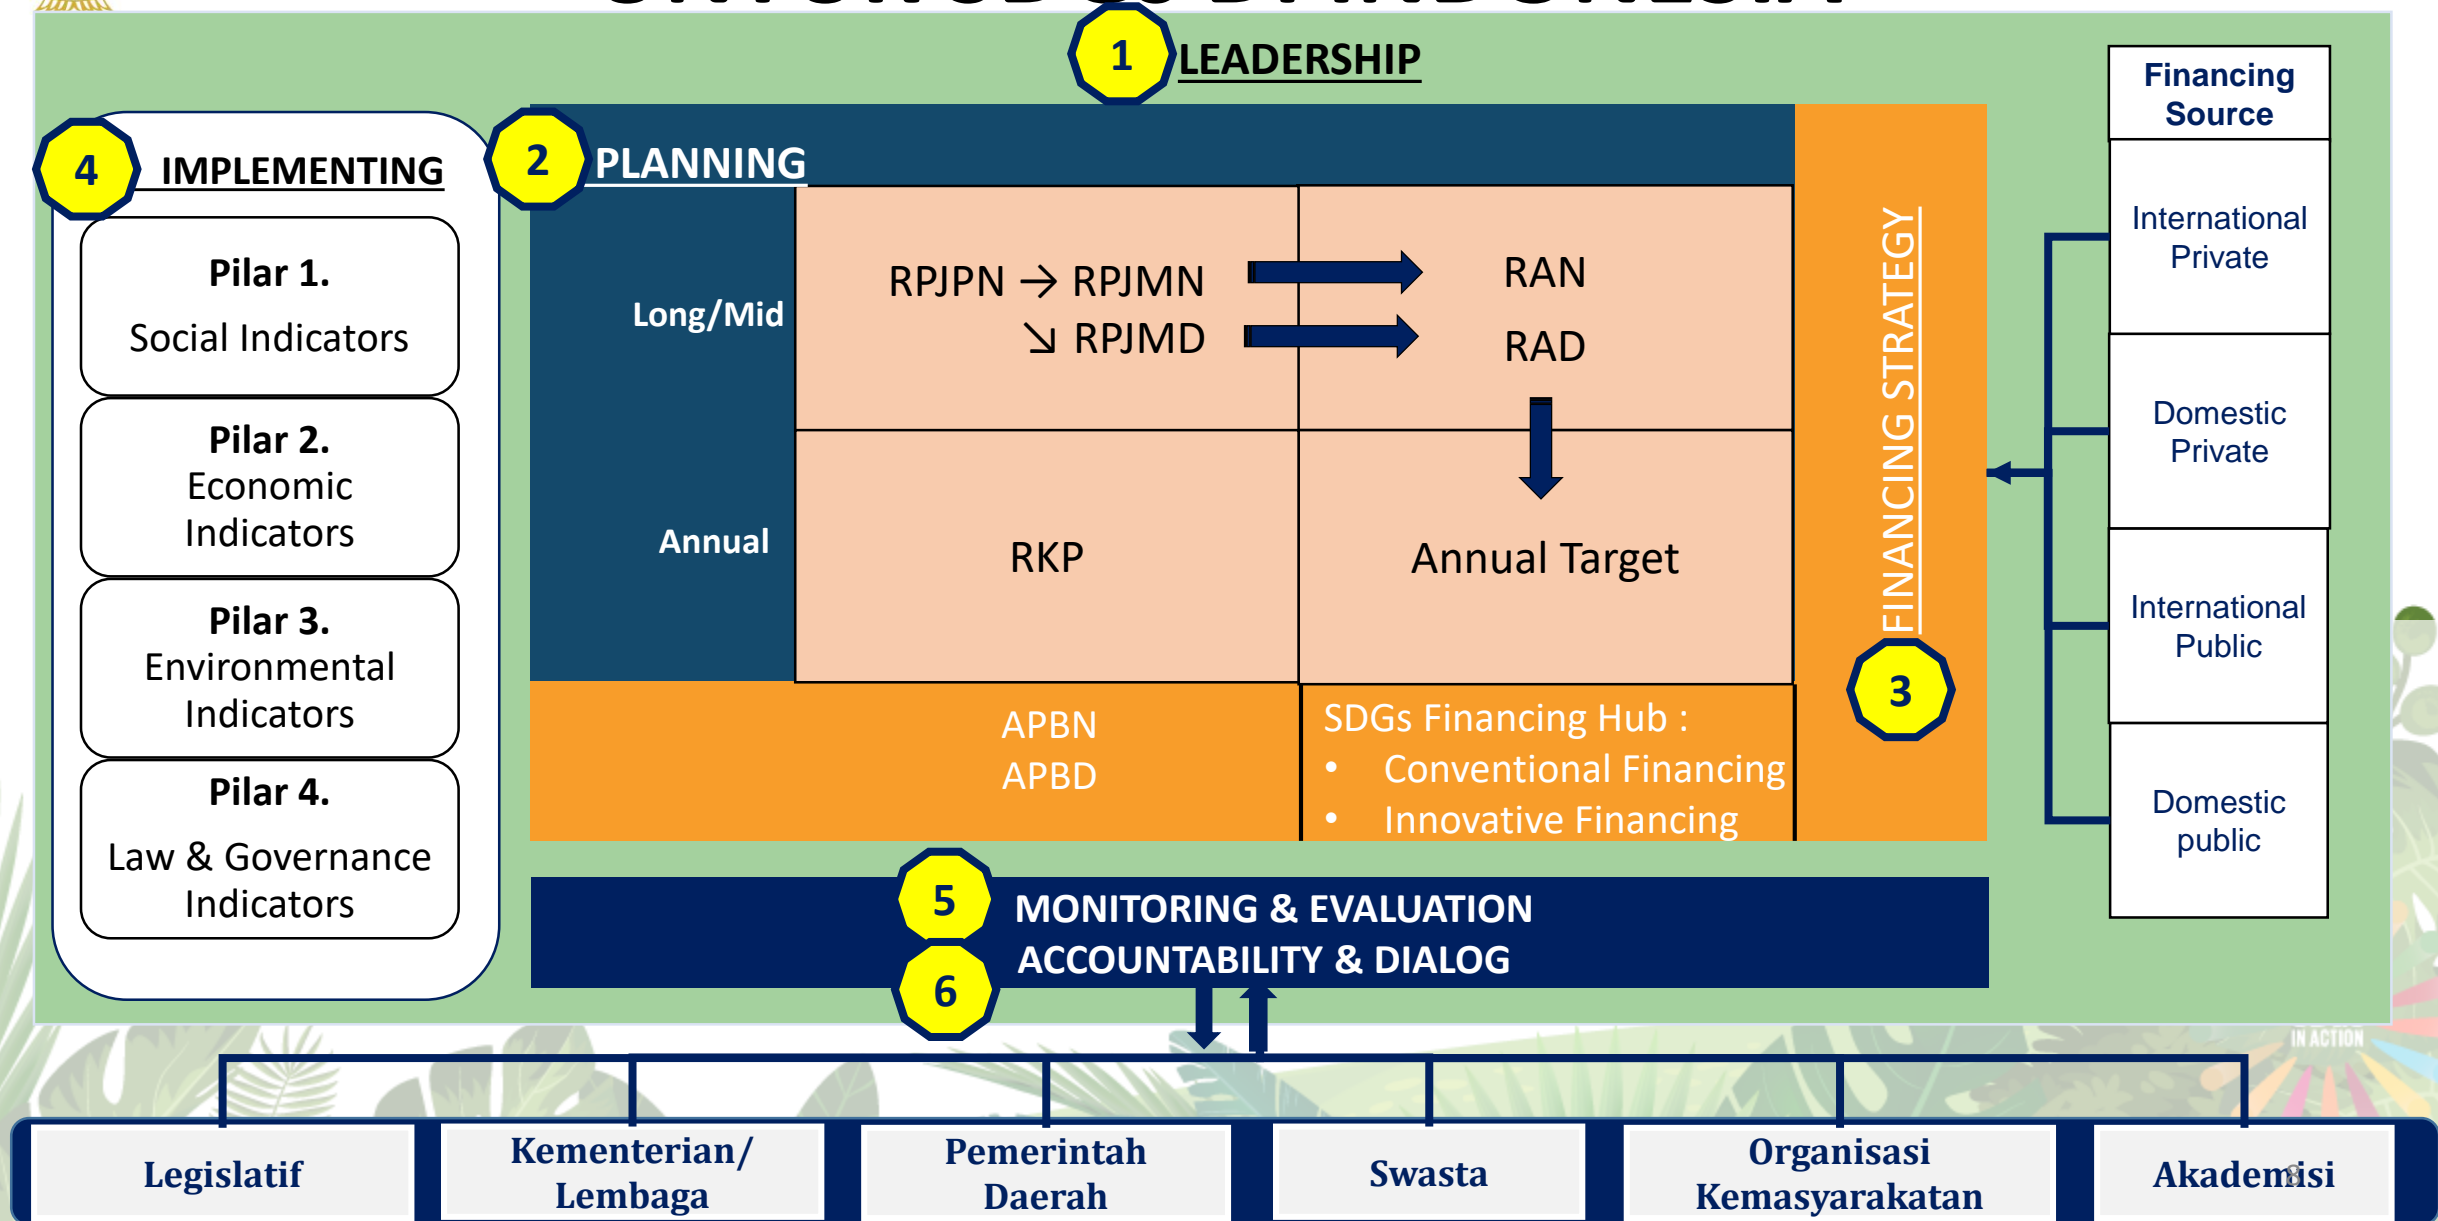 1
LEADERSHIP
4
IMPLEMENTING
Pilar 1.
Social Indicators
Pilar 2.
Economic
Indicators
Pilar 3.
Environmental
Indicators
Pilar 4.
Law & Governance
Indicators
2
PLANNING
Long/Mid
RPJPN → RPJMN
↘ RPJMD
RAN
RAD
Annual
RKP
Annual Target
APBN
APBD
SDGs Financing Hub :
• Conventional Financing
• Innovative Financing
FINANCING STRATEGY
3
Financing
Source
International
Private
Domestic
Private
International
Public
Domestic
public
5
MONITORING & EVALUATION
ACCOUNTABILITY & DIALOG
6
IN ACTION
Legislatif
Kementerian/
Lembaga
Pemerintah
Daerah
Swasta
Organisasi
Kemasyarakatan
Akademisi
8